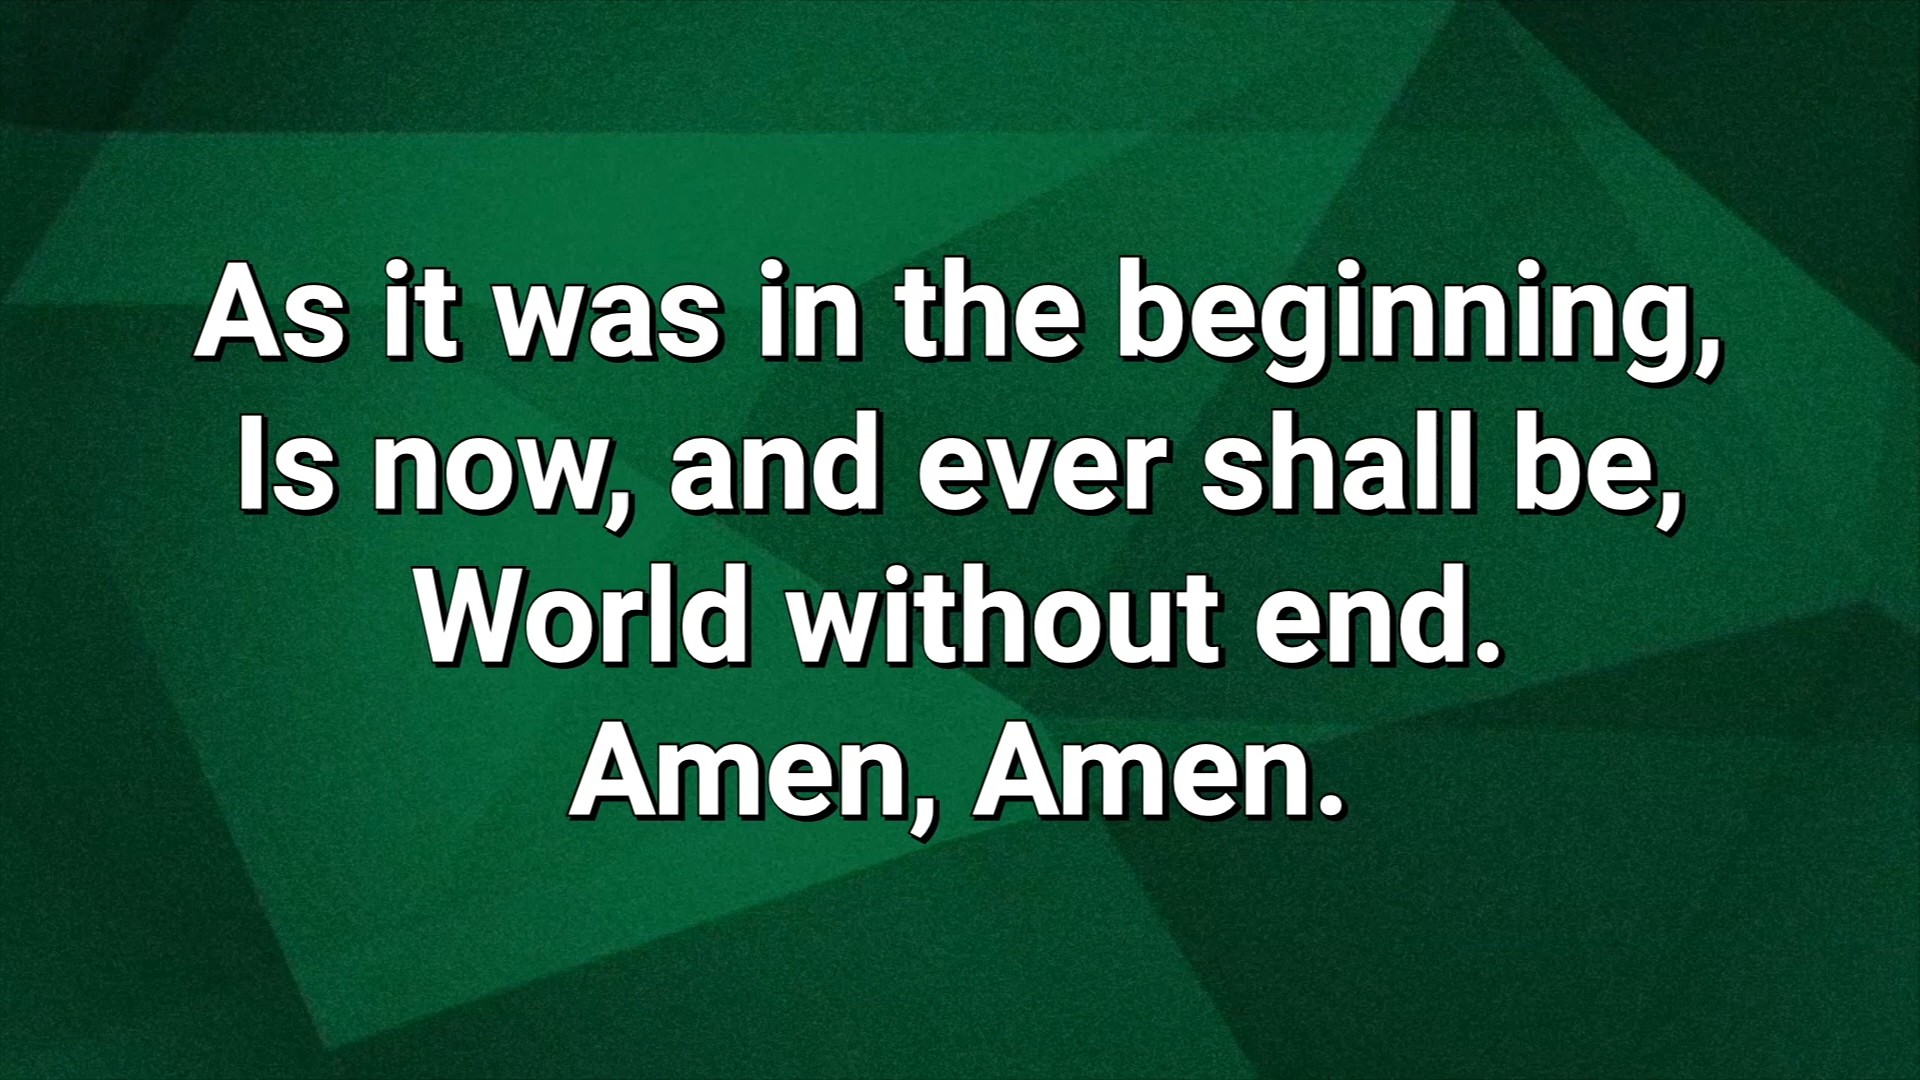 As it was in the beginning,
Is now, and ever shall be,
World without end.
Amen, Amen.